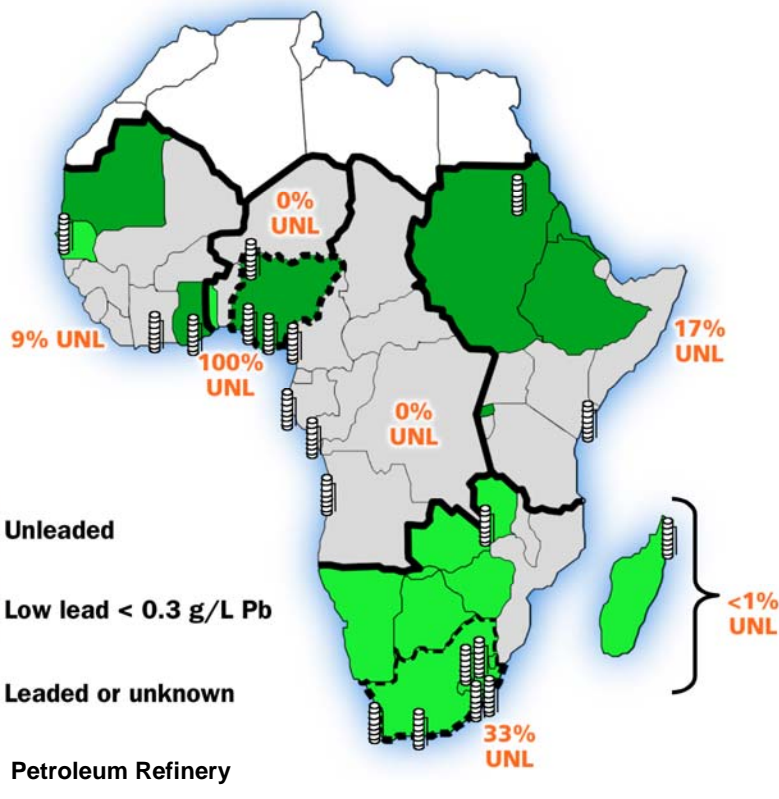 0%
UNL
9% UNL
100%
UNL
17%
UNL
0%
UNL
Unleaded
Low lead < 0.3 g/L Pb
<1%
UNL
Leaded or unknown
33%
UNL
Petroleum Refinery